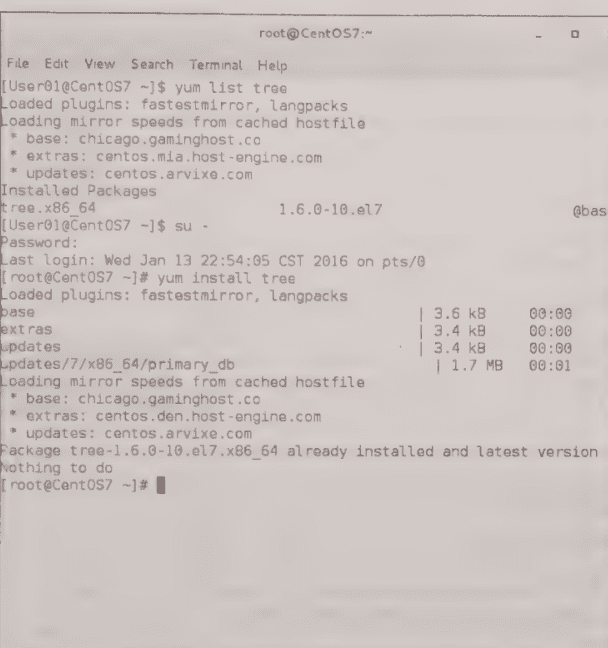 root@CentOS7:~
File Edit View Search Terminal Help
[User01@CentOS7 ~]$ yum list tree
Loaded plugins: fastestmirror, langpacks
Loading mirror speeds from cached hostfile
* base: chicago.gaminghost.co
* extras: centos.mia.host-engine.com
* updates: centos.arvixe.com
Installed Packages
tree.x86_64 1.6.0-10.el7 @bas
[User01@CentOS7 ~]$ su -
Password:
Last login: Wed Jan 13 22:54:05 CST 2016 on pts/0
[root@CentOS7 ~]# yum install tree
Loaded plugins: fastestmirror, langpacks
base | 3.6 kB 00:00
extras | 3.4 kB 00:00
updates | 3.4 kB 00:00
updates/7/x86_64/primary_db | 1.7 MB 00:01
Loading mirror speeds from cached hostfile
* base: chicago.gaminghost.co
* extras: centos.den.host-engine.com
* updates: centos.arvixe.com
Package tree-1.6.0-10.el7.x86_64 already installed and latest version
Nothing to do
[root@CentOS7 ~]#